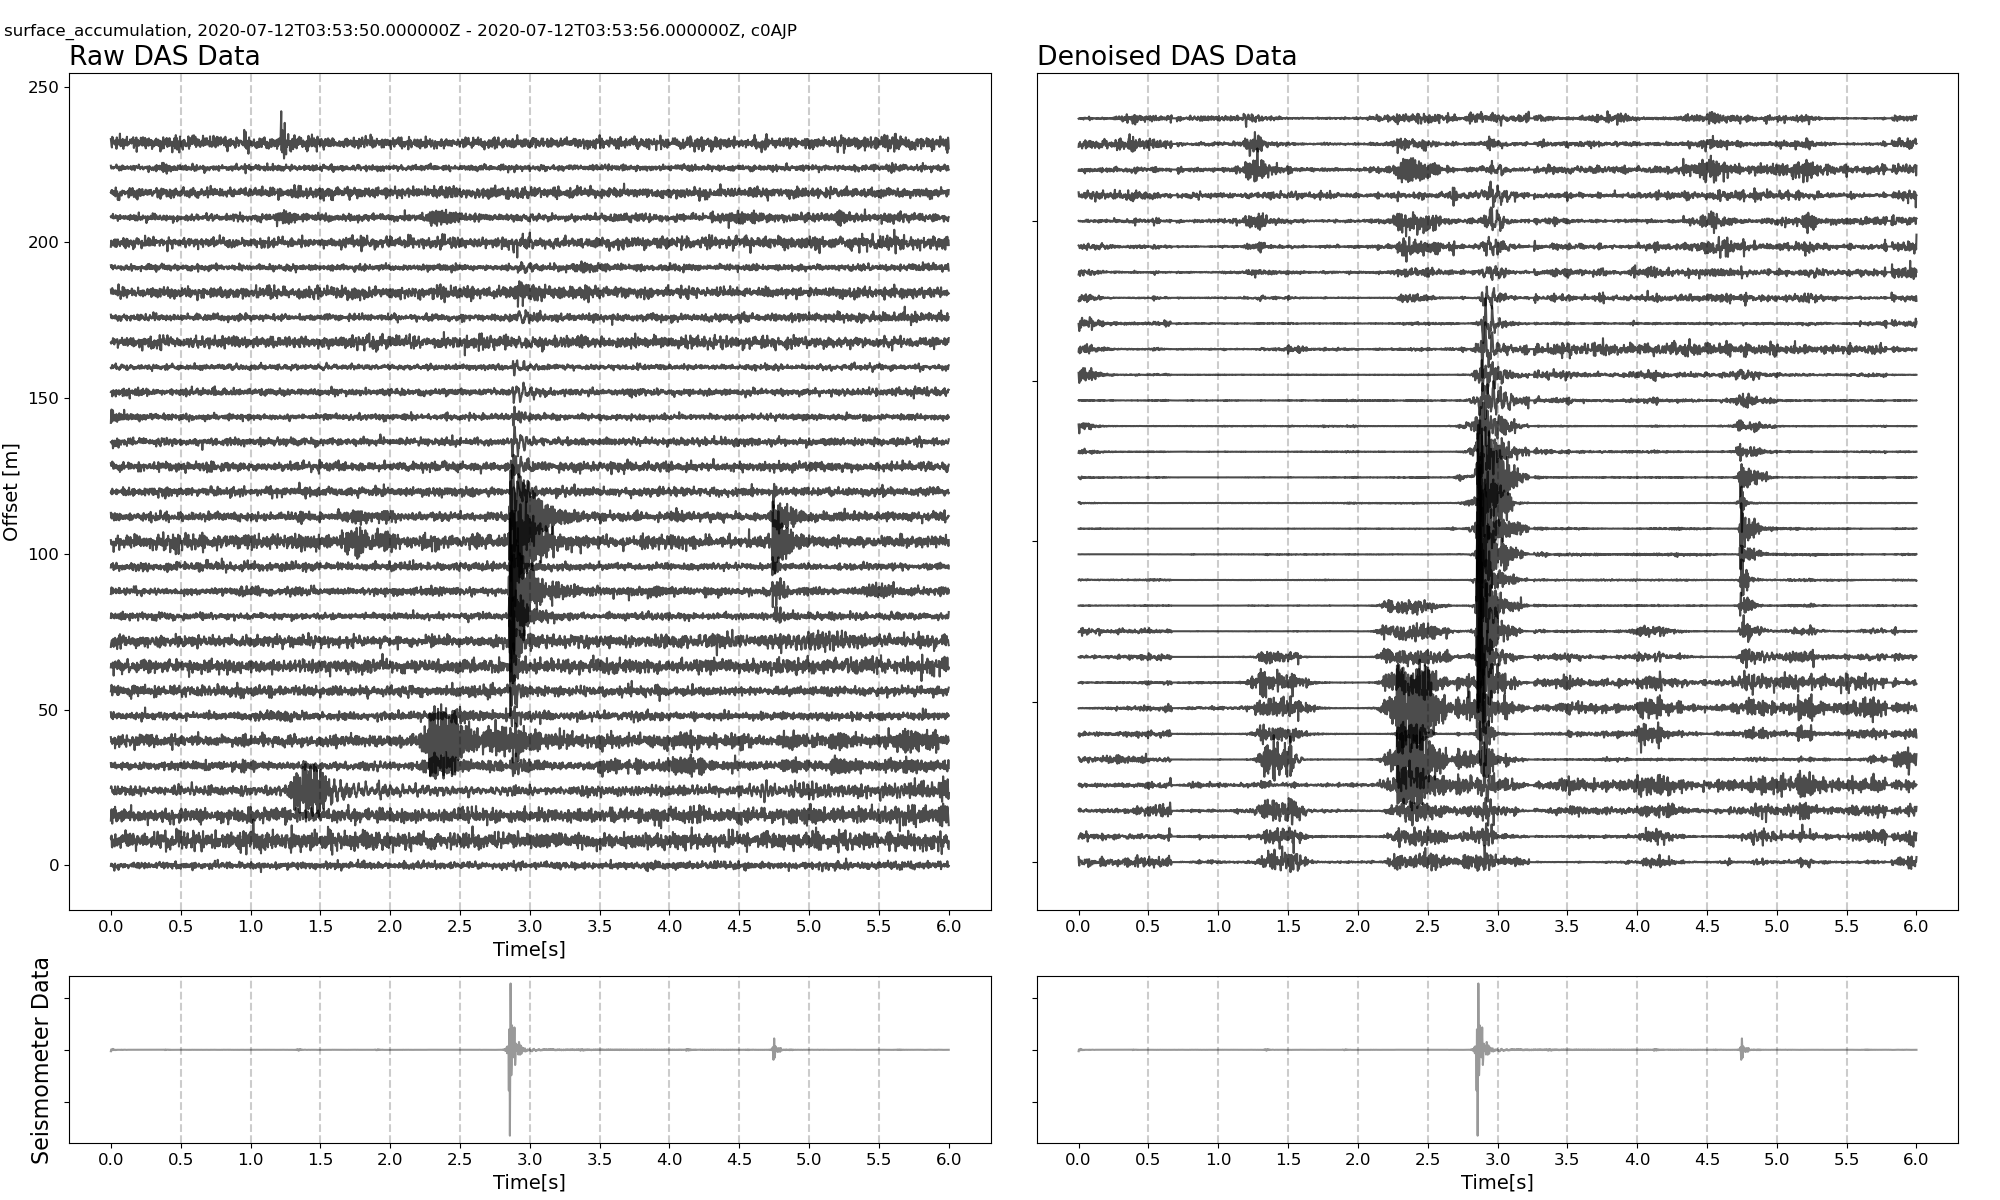 surface_accumulation, 2020-07-12T03:53:50.000000Z - 2020-07-12T03:53:56.000000Z, c0AJP
Raw DAS Data
Denoised DAS Data
Offset [m]
250
200
150
100
50
0
0.0 0.5 1.0 1.5 2.0 2.5 3.0 3.5 4.0 4.5 5.0 5.5 6.0
Time[s]
0.0 0.5 1.0 1.5 2.0 2.5 3.0 3.5 4.0 4.5 5.0 5.5 6.0
Seismometer Data
0.0 0.5 1.0 1.5 2.0 2.5 3.0 3.5 4.0 4.5 5.0 5.5 6.0
Time[s]
0.0 0.5 1.0 1.5 2.0 2.5 3.0 3.5 4.0 4.5 5.0 5.5 6.0
Time[s]